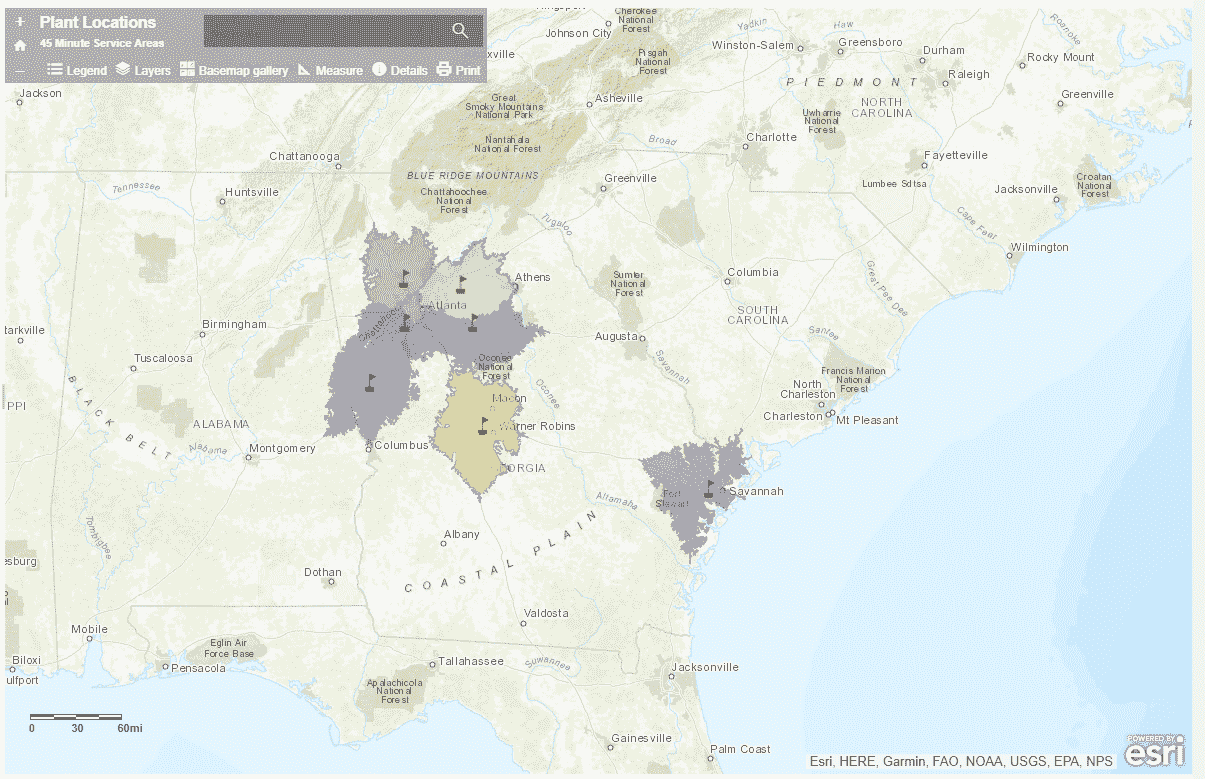 + Plant Locations
45 Minute Service Areas
Legend Layers Basemap gallery Measure Details Print
Cherokee
National
Forest
Johnson City
Yadkin
Haw
Roanoke
Winston-Salem
Greensboro
Durham
Rocky Mount
Raleigh
xville
Pisgah
National
Forest
PIEDMONT
Jackson
Great
Smoky Mountains
National Park
Asheville
NORTH
CAROLINA
Greenville
Uwharrie
National
Forest
Nantahala
National Forest
Broad
Charlotte
Chattanooga
Fayetteville
BLUE RIDGE MOUNTAINS
Greenville
Lumbee Sdtsa
Croatan
National
Forest
Jacksonville
Tennessee
Huntsville
Chattahoochee
National
Forest
Tugaloo
Cape Fear
Wilmington
Athens
Sumter
National
Forest
Columbia
Great Pee Dee
Atlanta
SOUTH
CAROLINA
tarkville
Birmingham
Augusta
Santee
Tuscaloosa
Oconee
National
Forest
Savannah
Francis Marion
National
Forest
BLACK BELT
Oconee
North
Charleston
PPI
Macon
Charleston
Mt Pleasant
ALABAMA
Warner Robins
Alabama
Montgomery
Columbus
ORGIA
Fort
Stewart
Savannah
Altamaha
Tombigbee
Albany
COASTAL PLAIN
esburg
Dothan
Valdosta
Mobile
Eglin Air
Force Base
Biloxi
Pensacola
Tallahassee
Suwannee
Jacksonville
ulfport
Apalachicola
National
Forest
0 30 60mi
Gainesville
Palm Coast
Esri, HERE, Garmin, FAO, NOAA, USGS, EPA, NPS
POWERED BY
esri